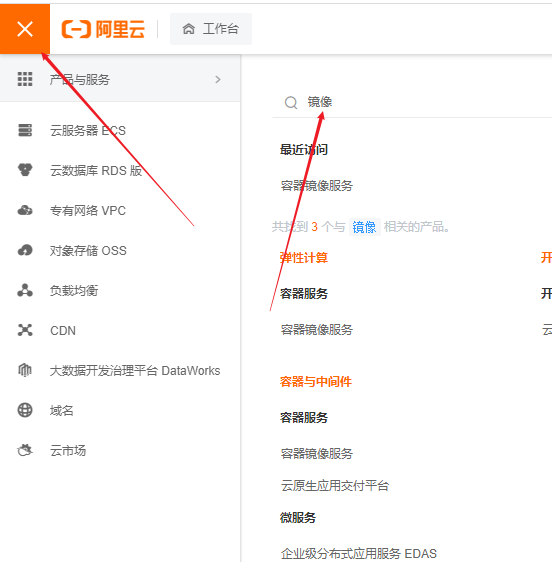 阿里云
工作台
产品与服务
云服务器 ECS
云数据库 RDS 版
专有网络 VPC
对象存储 OSS
负载均衡
CDN
大数据开发治理平台 DataWorks
域名
云市场
镜像
最近访问
容器镜像服务
共找到 3 个与 镜像 相关的产品。
弹性计算
开
容器服务
开
容器镜像服务
云
容器与中间件
容器服务
容器镜像服务
云原生应用交付平台
微服务
企业级分布式应用服务 EDAS